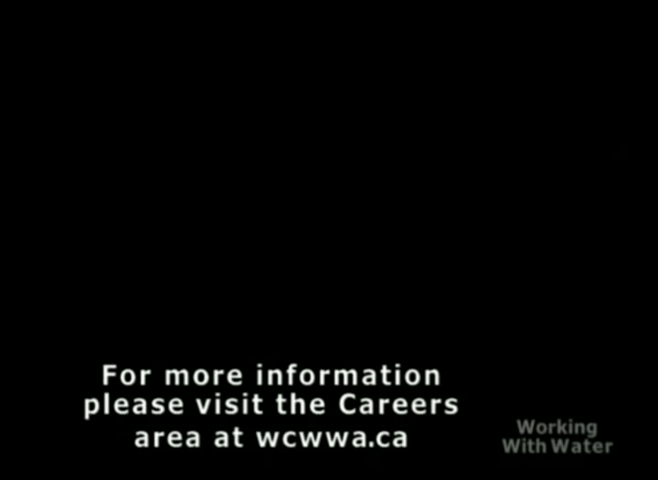 For more information
please visit the Careers
area at wcwwa.ca
Working
With Water